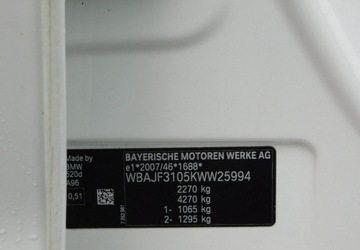 Made by
BMW
520d
A96
0,51
BAYERISCHE MOTOREN WERKE AG
e1*2007/46*1688*
WBAJF3105KWW25994
2270 kg
4270 kg
1- 1065 kg
2- 1295 kg